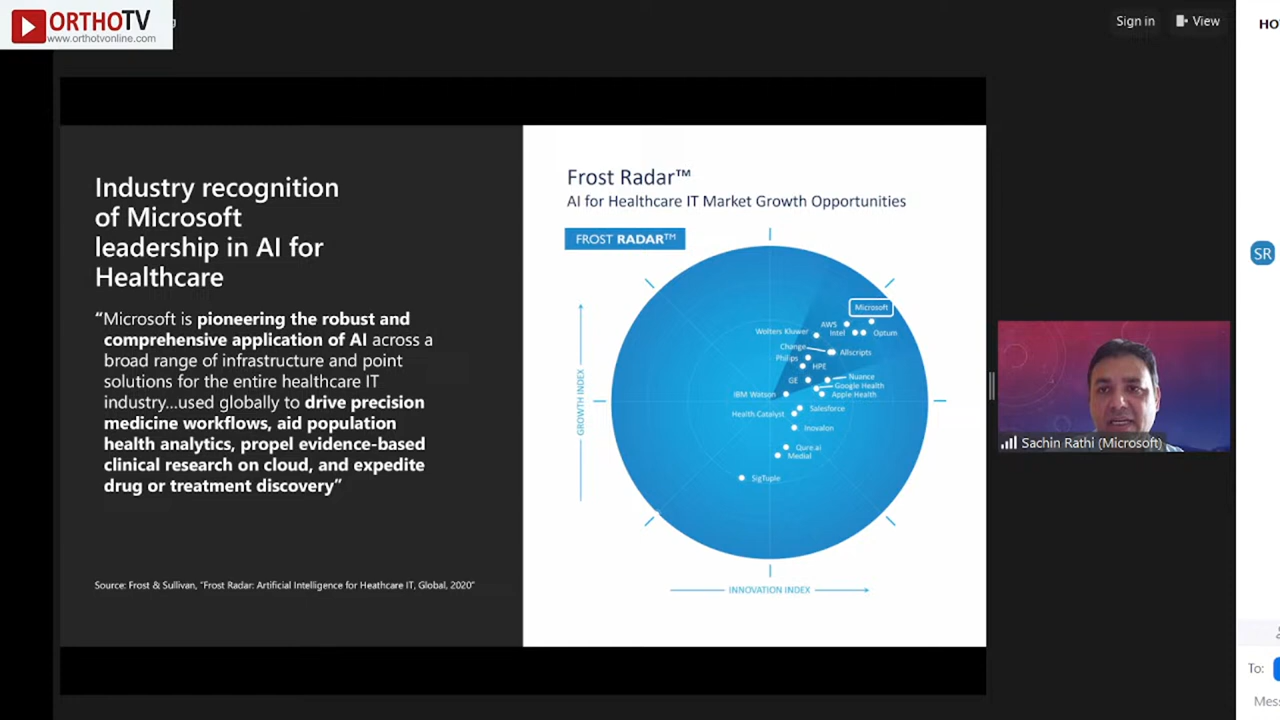 ORTHOTV
www.orthotvonline.com
Sign in
View
HO
Industry recognition
of Microsoft
leadership in AI for
Healthcare
“Microsoft is pioneering the robust and
comprehensive application of AI across a
broad range of infrastructure and point
solutions for the entire healthcare IT
industry...used globally to drive precision
medicine workflows, aid population
health analytics, propel evidence-based
clinical research on cloud, and expedite
drug or treatment discovery”
Source: Frost & Sullivan, “Frost Radar: Artificial Intelligence for Heathcare IT, Global, 2020”
Frost Radar™
AI for Healthcare IT Market Growth Opportunities
FROST RADAR™
GROWTH INDEX
Microsoft
AWS
Wolters Kluwer
Intel
Optum
Change
Allscripts
Philips
HPE
Nuance
GE
Google Health
IBM Watson
Apple Health
Salesforce
Health Catalyst
Inovalon
Qure.ai
Medial
SigTuple
INNOVATION INDEX
SR
Sachin Rathi (Microsoft)
To:
Mess